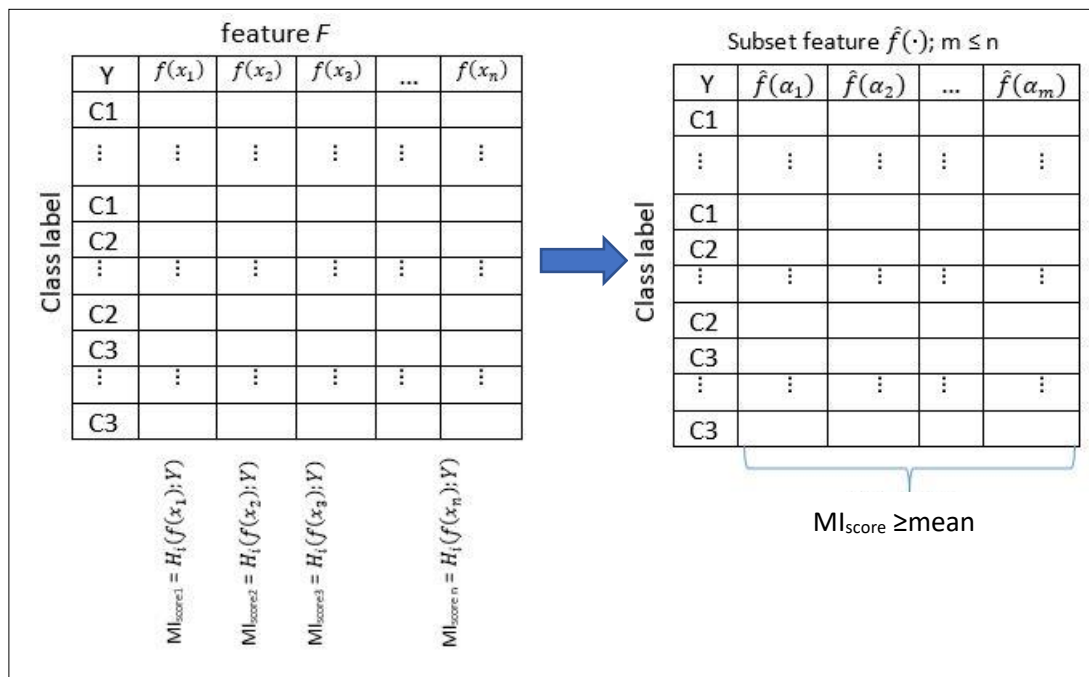 feature F
Y f(x₁) f(x₂) f(x₃) ... f(xₙ)
C1
⋮ ⋮ ⋮ ⋮ ⋮ ⋮
C1
C2
⋮ ⋮ ⋮ ⋮ ⋮ ⋮
C2
C3
⋮ ⋮ ⋮ ⋮ ⋮ ⋮
C3
Class label
MIscore1 = Hᵢ(f(x₁);Y)
MIscore2 = Hᵢ(f(x₂);Y)
MIscore3 = Hᵢ(f(x₃);Y)
MIscore n = Hᵢ(f(xₙ);Y)
Subset feature f̂(·); m ≤ n
Y f̂(α₁) f̂(α₂) ... f̂(αₘ)
C1
⋮ ⋮ ⋮ ⋮ ⋮
C1
C2
⋮ ⋮ ⋮ ⋮ ⋮
C2
C3
⋮ ⋮ ⋮ ⋮ ⋮
C3
Class label
MIscore ≥mean